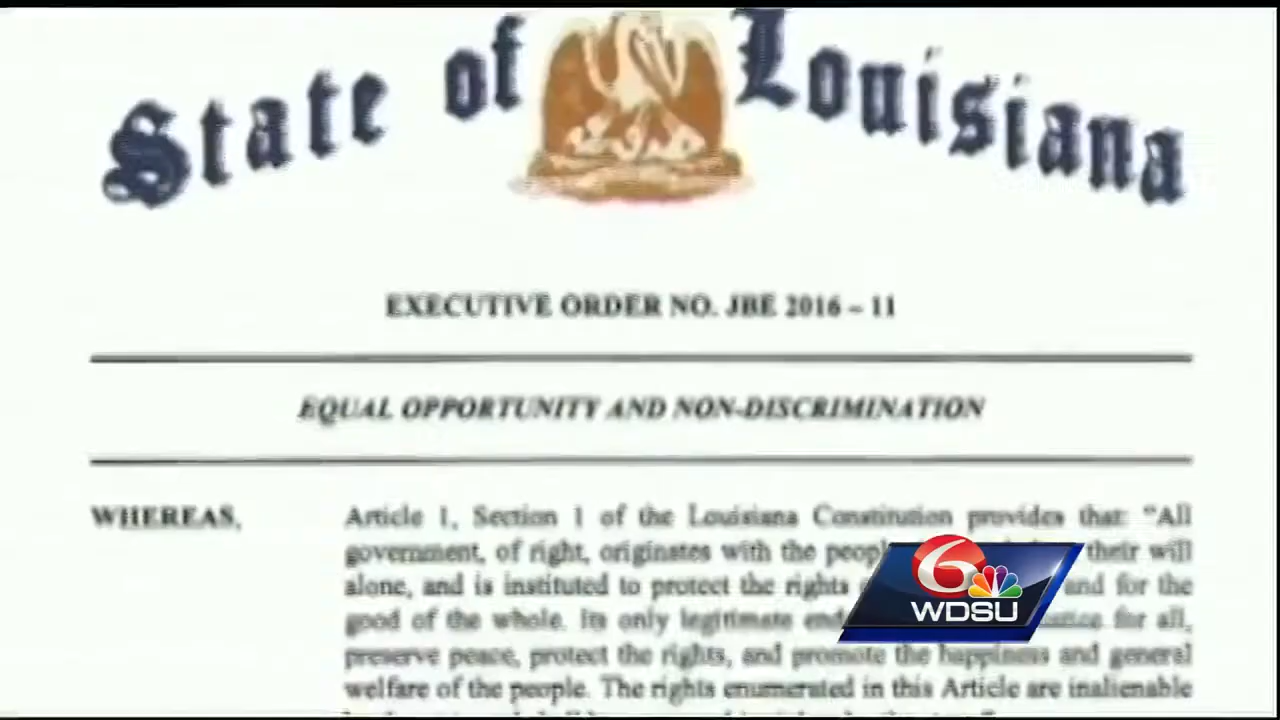 State of Louisiana
EXECUTIVE ORDER NO. JBE 2016 – 11
EQUAL OPPORTUNITY AND NON-DISCRIMINATION
WHEREAS, Article 1, Section 1 of the Louisiana Constitution provides that: "All
government, of right, originates with the their will
alone, and is instituted to protect the rights and for the
good of the whole. Its only legitimate for all,
preserve peace, protect the rights, and promote the happiness and general
welfare of the people. The rights enumerated in this Article are inalienable
6
WDSU